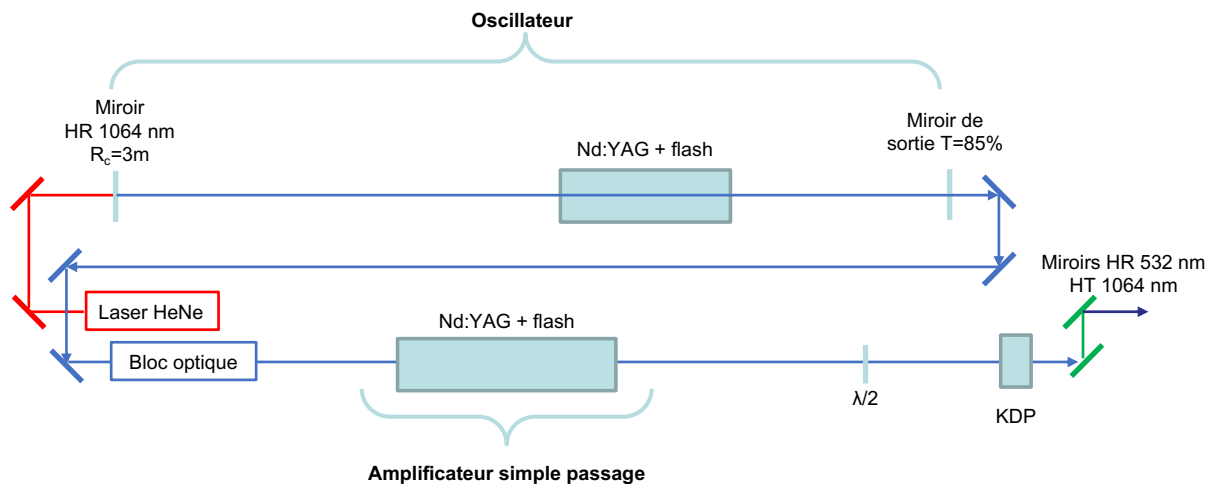 Oscillateur
Miroir
HR 1064 nm
R_c=3m
Nd:YAG + flash
Miroir de
sortie T=85%
Miroirs HR 532 nm
HT 1064 nm
Laser HeNe
Nd:YAG + flash
Bloc optique
λ/2
KDP
Amplificateur simple passage